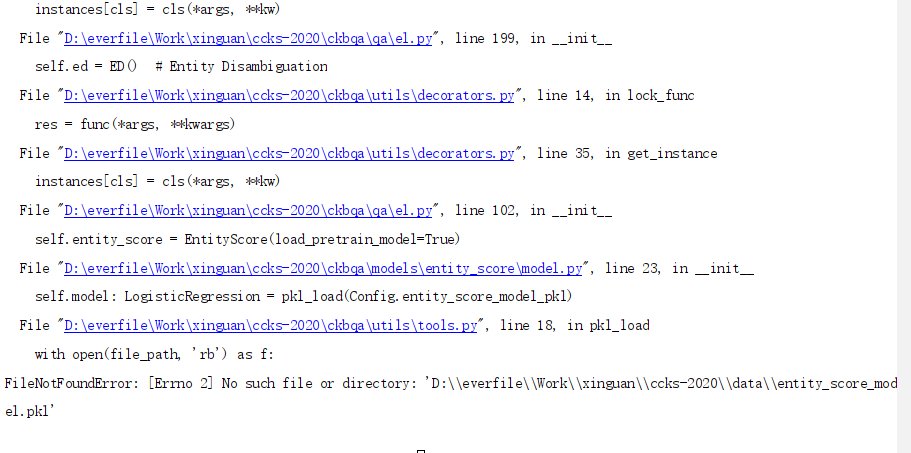 instances[cls] = cls(*args, **kw)
File "D:\everfile\Work\xinguan\ccks-2020\ckbqa\qa\el.py", line 199, in __init__
self.ed = ED()  # Entity Disambiguation
File "D:\everfile\Work\xinguan\ccks-2020\ckbqa\utils\decorators.py", line 14, in lock_func
res = func(*args, **kwargs)
File "D:\everfile\Work\xinguan\ccks-2020\ckbqa\utils\decorators.py", line 35, in get_instance
instances[cls] = cls(*args, **kw)
File "D:\everfile\Work\xinguan\ccks-2020\ckbqa\qa\el.py", line 102, in __init__
self.entity_score = EntityScore(load_pretrain_model=True)
File "D:\everfile\Work\xinguan\ccks-2020\ckbqa\models\entity_score\model.py", line 23, in __init__
self.model: LogisticRegression = pkl_load(Config.entity_score_model_pkl)
File "D:\everfile\Work\xinguan\ccks-2020\ckbqa\utils\tools.py", line 18, in pkl_load
with open(file_path, 'rb') as f:
FileNotFoundError: [Errno 2] No such file or directory: 'D:\\everfile\\Work\\xinguan\\ccks-2020\\data\\entity_score_mod
el.pkl'